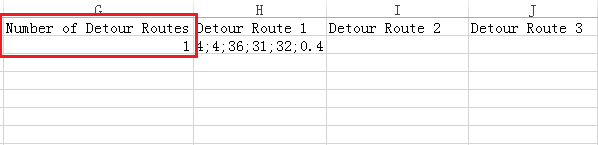 G H I J
Number of Detour Routes Detour Route 1 Detour Route 2 Detour Route 3
1 4;4;36;31;32;0.4